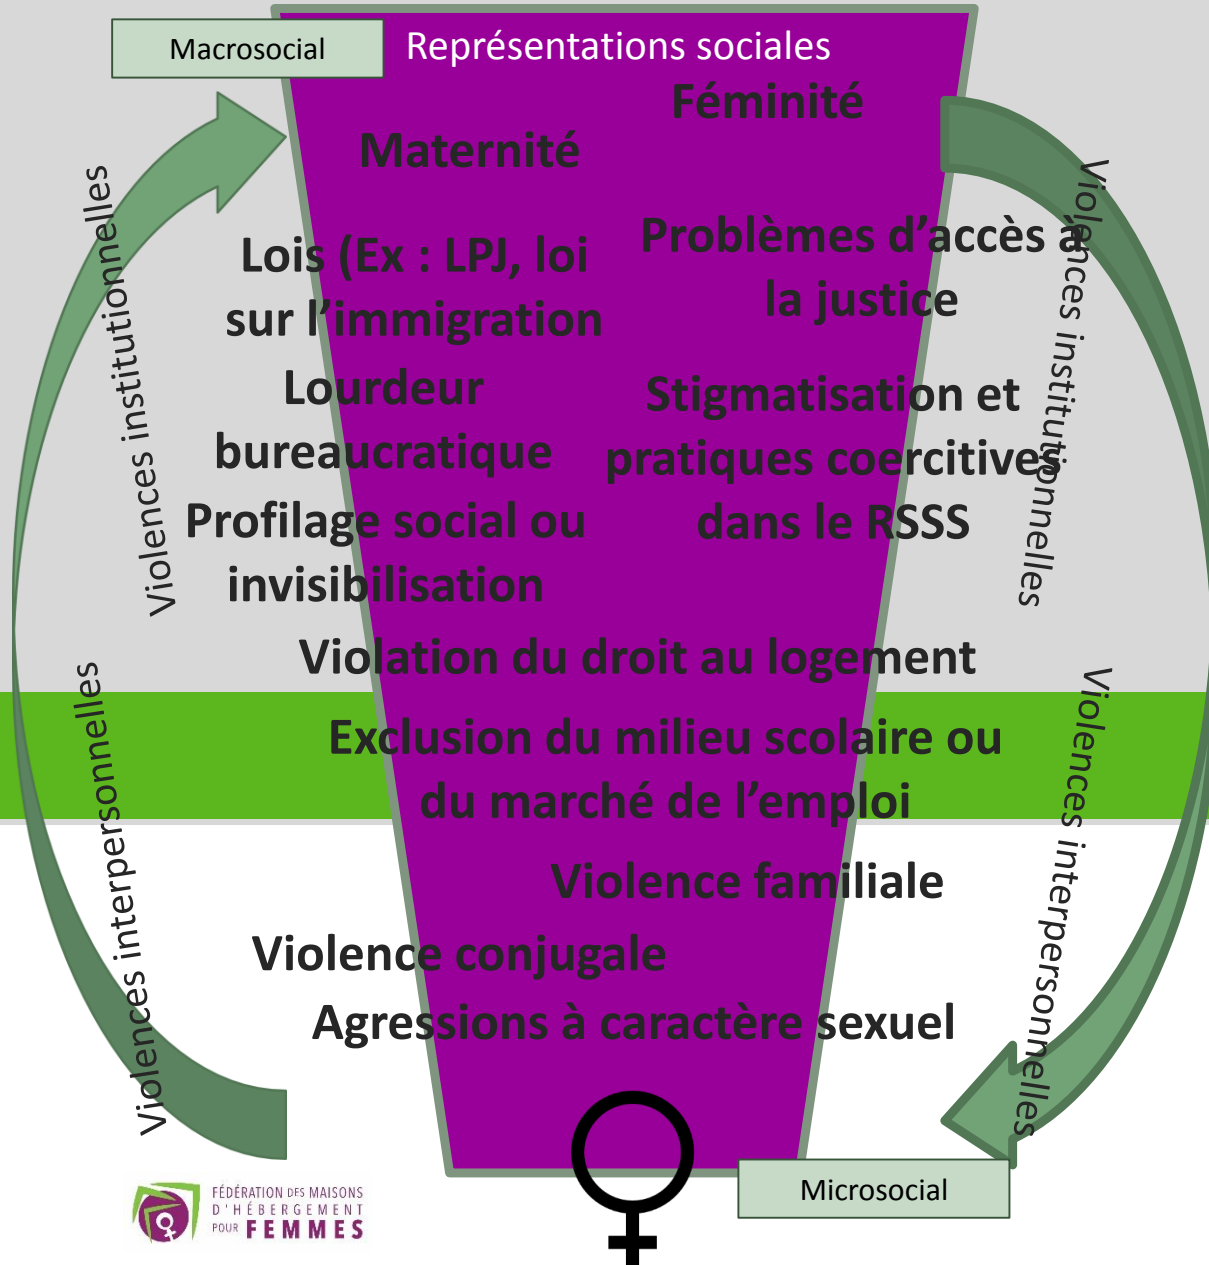 Macrosocial
Représentations sociales
Féminité
Maternité
Problèmes d'accès à
la justice
Lois (Ex : LPJ, loi
sur l'immigration
Lourdeur
bureaucratique
Stigmatisation et
pratiques coercitives
dans le RSSS
Profilage social ou
invisibilisation
Violation du droit au logement
Exclusion du milieu scolaire ou
du marché de l'emploi
Violence familiale
Violence conjugale
Agressions à caractère sexuel
Violences institutionnelles
Violences interpersonnelles
Violences institutionnelles
Violences interpersonnelles
Microsocial
FÉDÉRATION DES MAISONS
D'HÉBERGEMENT
POUR FEMMES